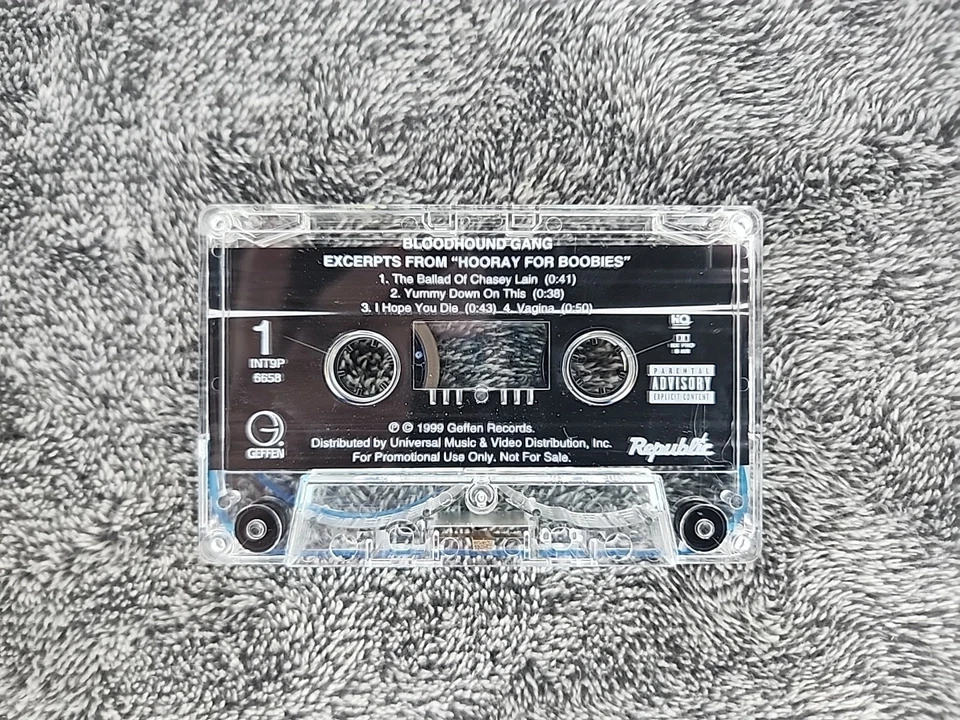 BLOODHOUND GANG
EXCERPTS FROM "HOORAY FOR BOOBIES"
1. The Ballad Of Chasey Lain (0:41)
2. Yummy Down On This (0:38)
3. I Hope You Die (0:43) 4. Vagina (0:50)
1
INT9P
6658
HQ
PARENTAL
ADVISORY
EXPLICIT CONTENT
G.
GEFFEN
℗ © 1999 Geffen Records.
Distributed by Universal Music & Video Distribution, Inc.
For Promotional Use Only. Not For Sale.
Republic